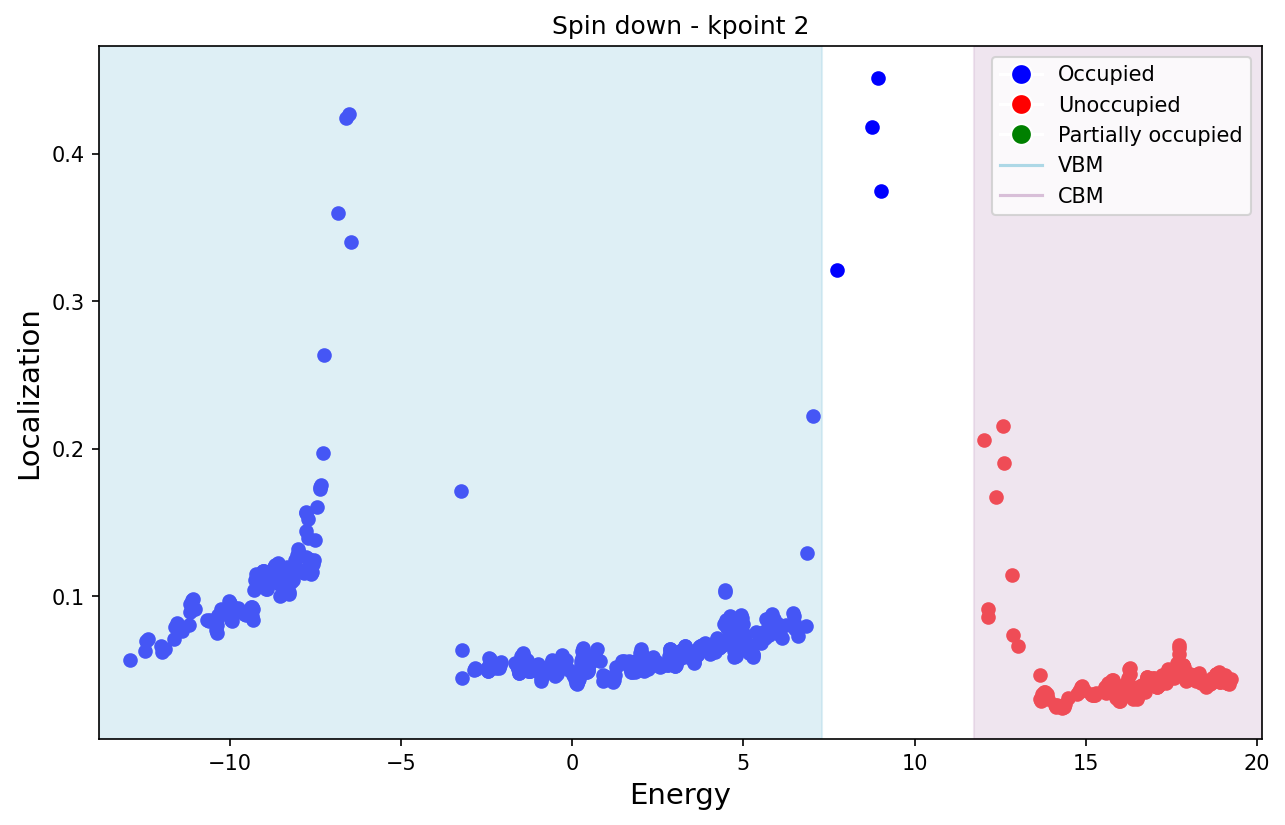 Spin down - kpoint 2
Localization
0.4
0.3
0.2
0.1
Occupied
Unoccupied
Partially occupied
VBM
CBM
−10
−5
0
5
10
15
20
Energy